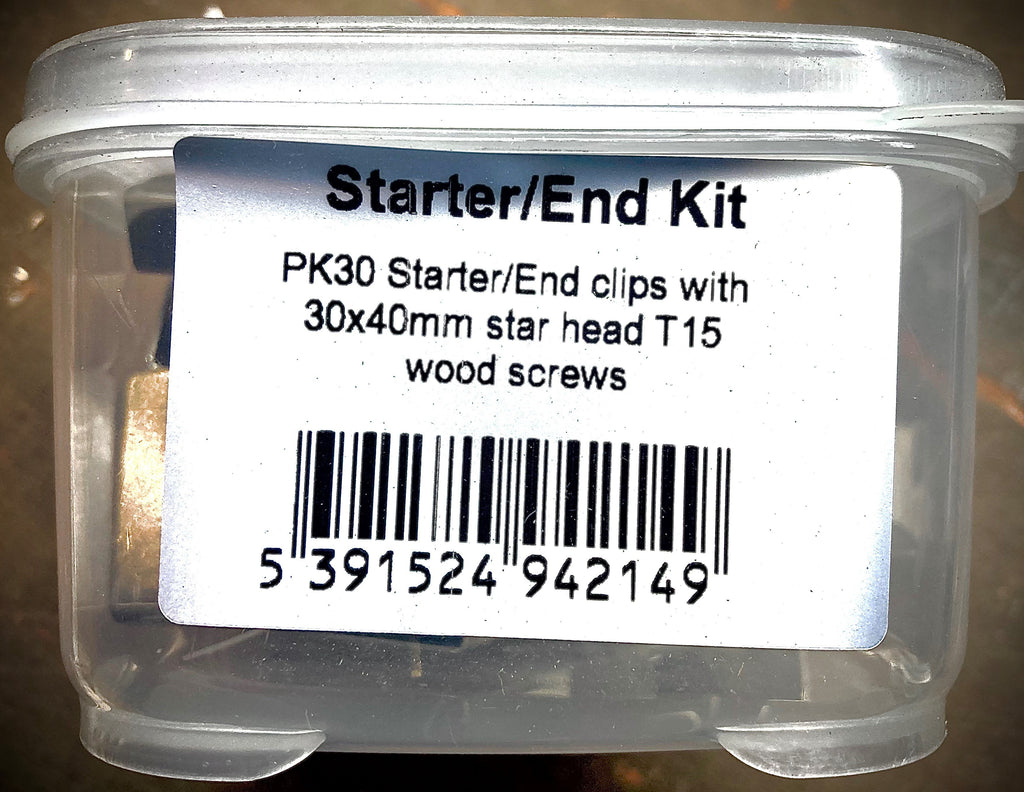 Starter/End Kit
PK30 Starter/End clips with
30x40mm star head T15
wood screws
5 391524 942149